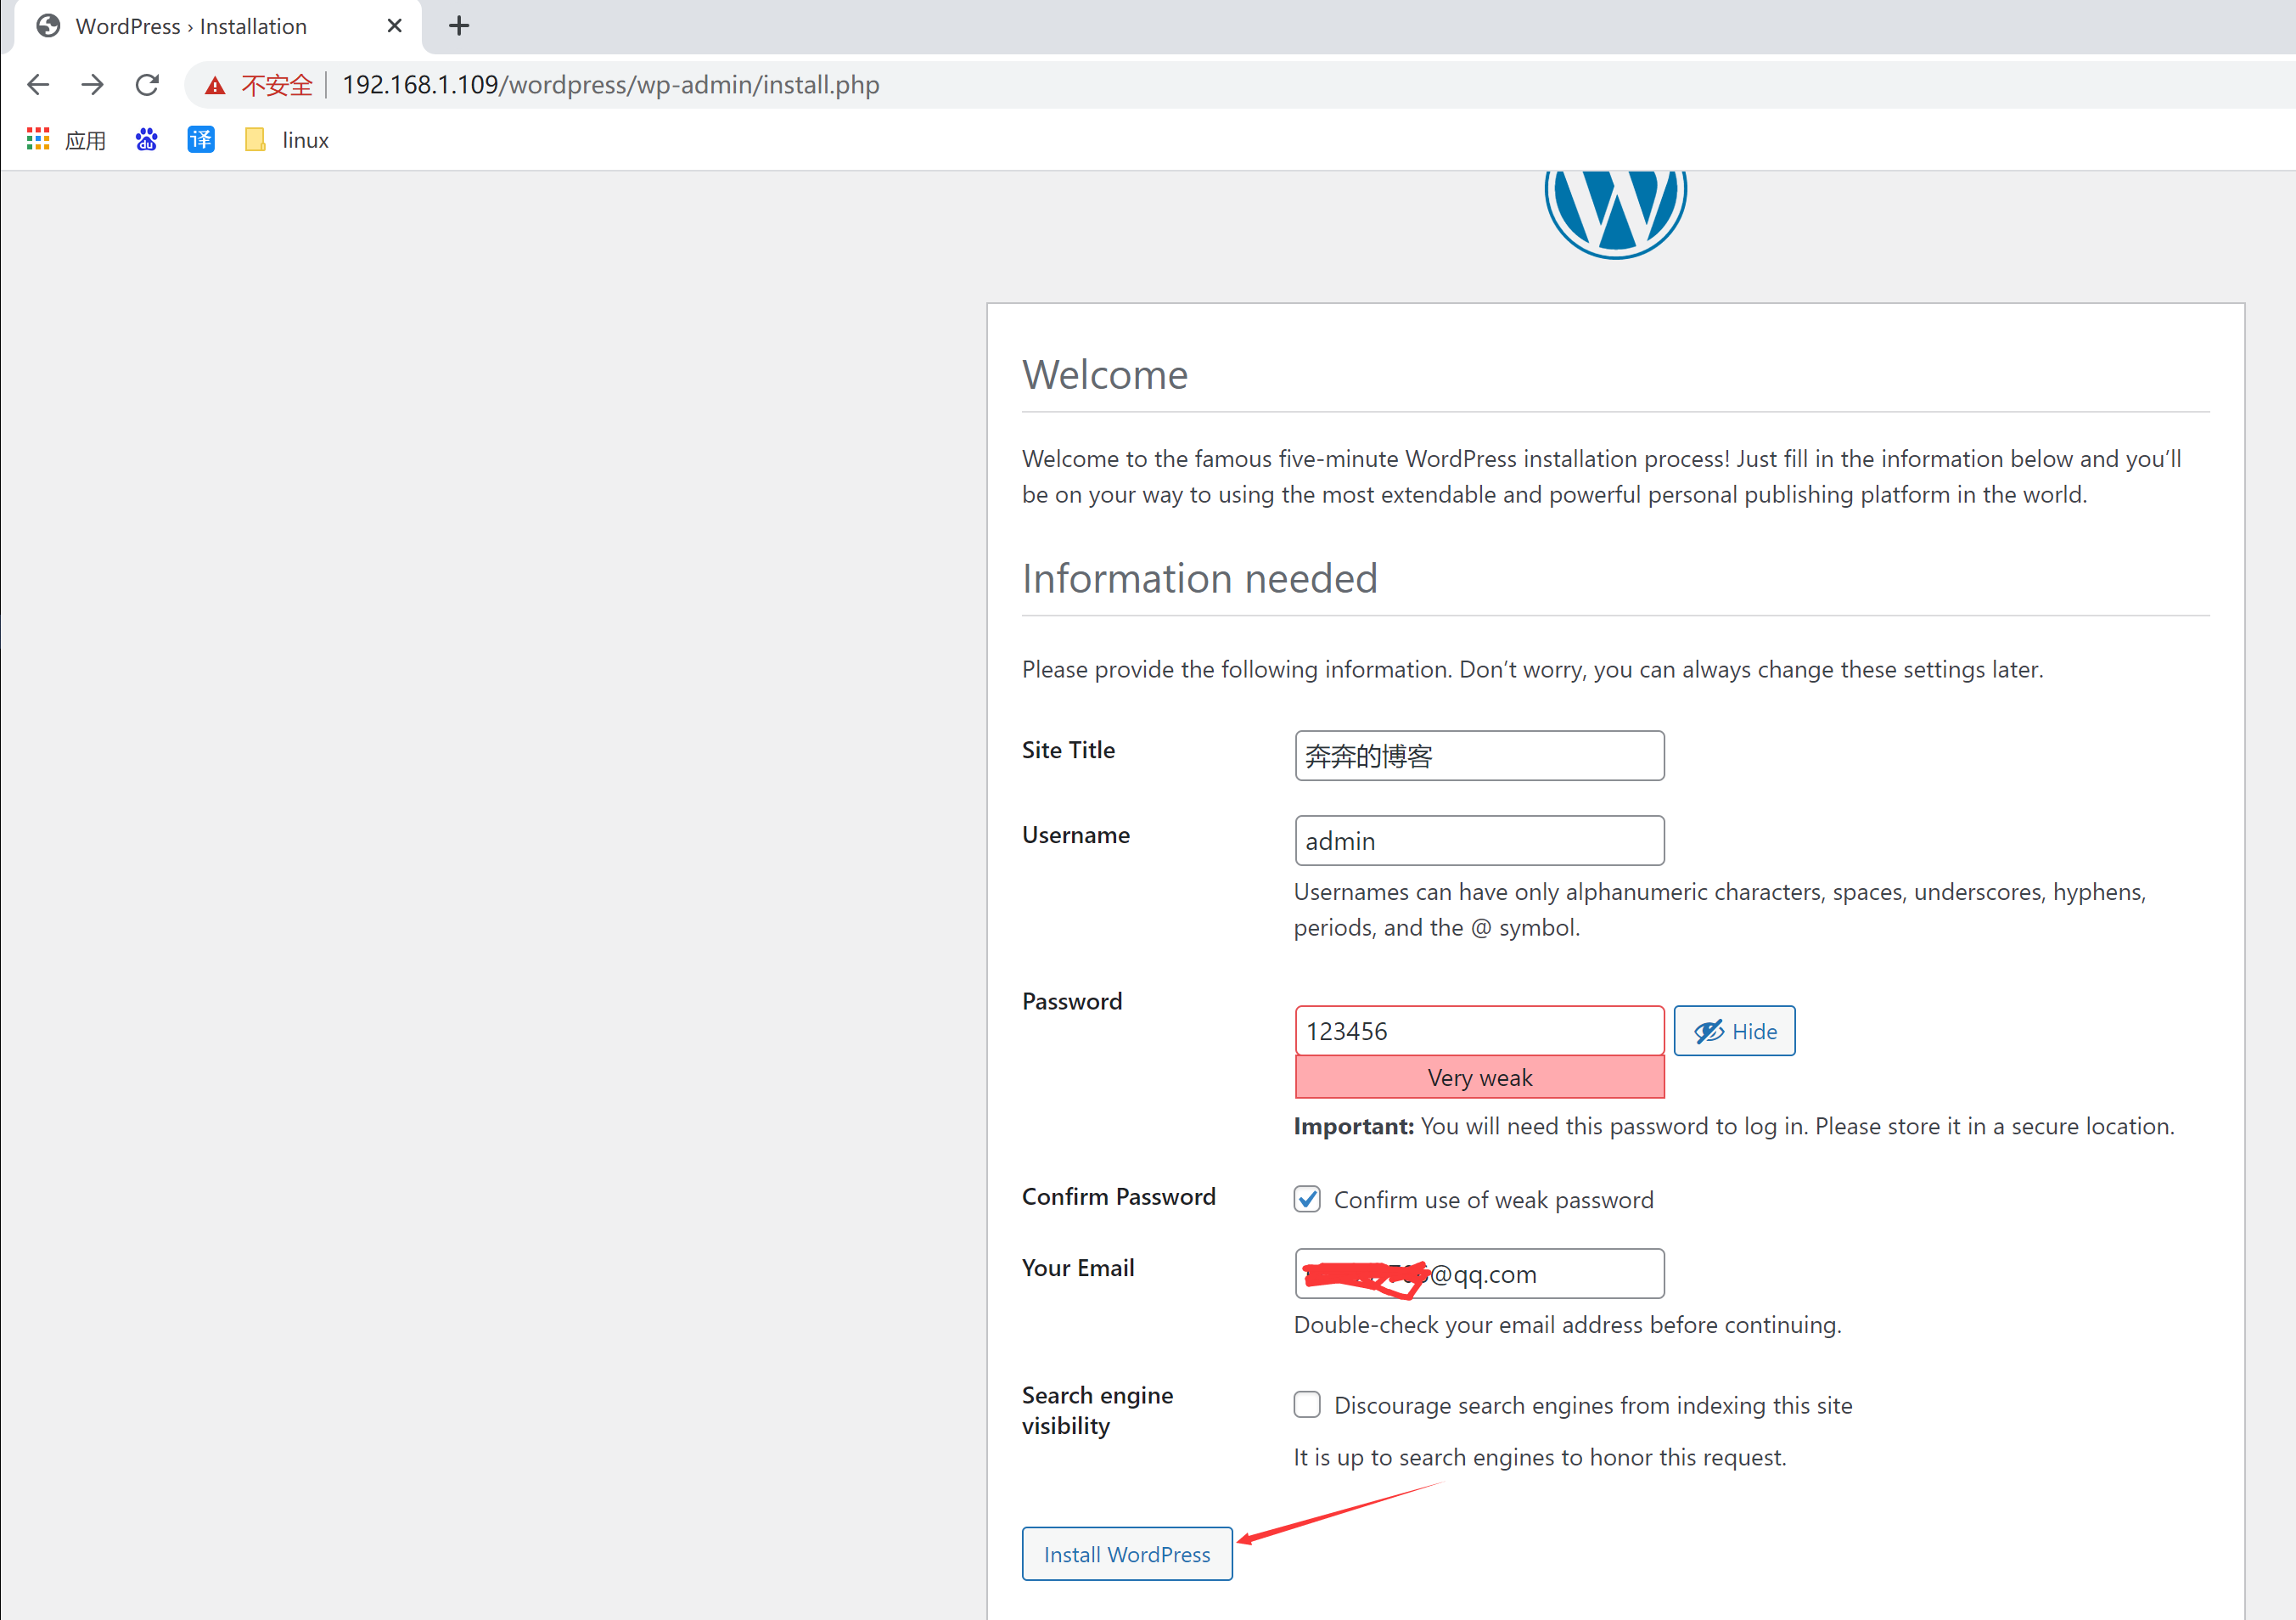 WordPress › Installation
不安全 192.168.1.109/wordpress/wp-admin/install.php
应用 du 译 linux
Welcome
Welcome to the famous five-minute WordPress installation process! Just fill in the information below and you’ll
be on your way to using the most extendable and powerful personal publishing platform in the world.
Information needed
Please provide the following information. Don’t worry, you can always change these settings later.
Site Title 奔奔的博客
Username admin
Usernames can have only alphanumeric characters, spaces, underscores, hyphens,
periods, and the @ symbol.
Password
123456 Hide
Very weak
Important: You will need this password to log in. Please store it in a secure location.
Confirm Password Confirm use of weak password
Your Email @qq.com
Double-check your email address before continuing.
Search engine
visibility
Discourage search engines from indexing this site
It is up to search engines to honor this request.
Install WordPress